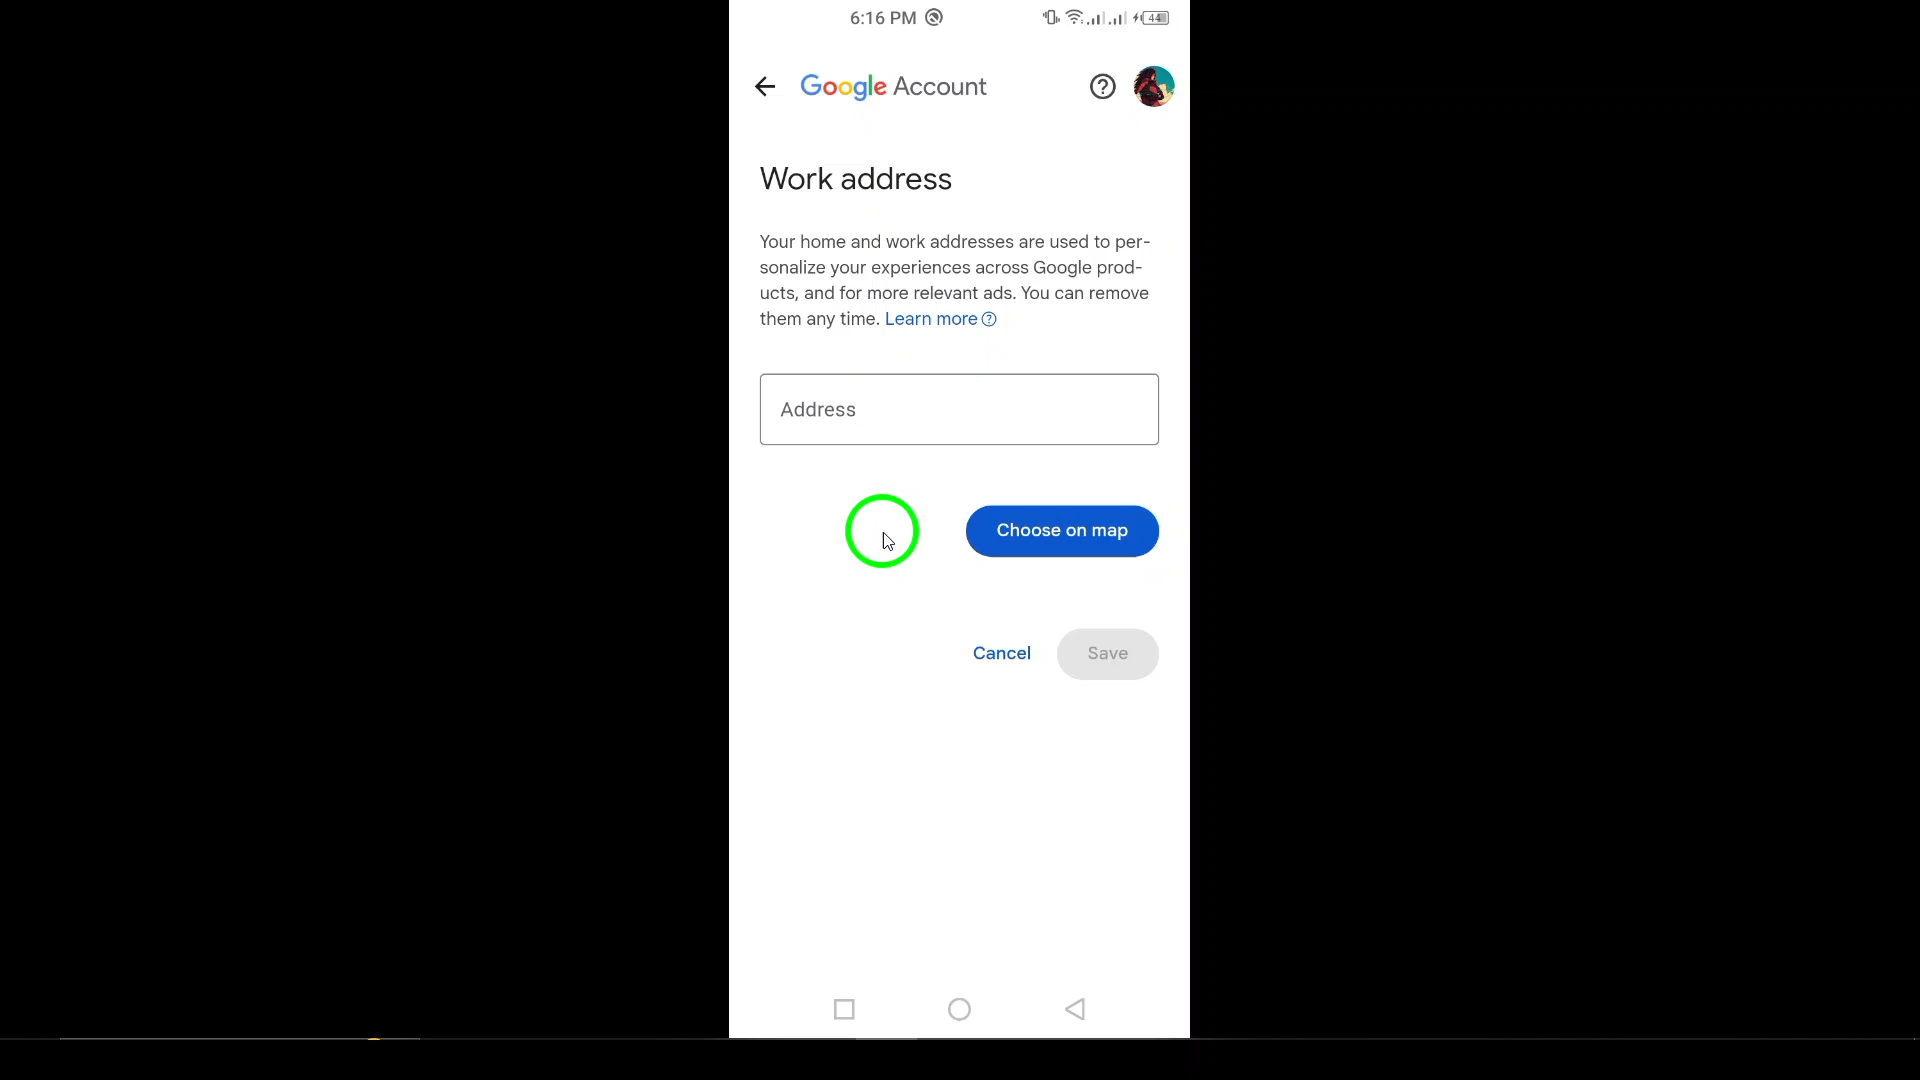 6:16 PM
44
Google Account
Work address
Your home and work addresses are used to per-
sonalize your experiences across Google prod-
ucts, and for more relevant ads. You can remove
them any time. Learn more
Address
Choose on map
Cancel
Save